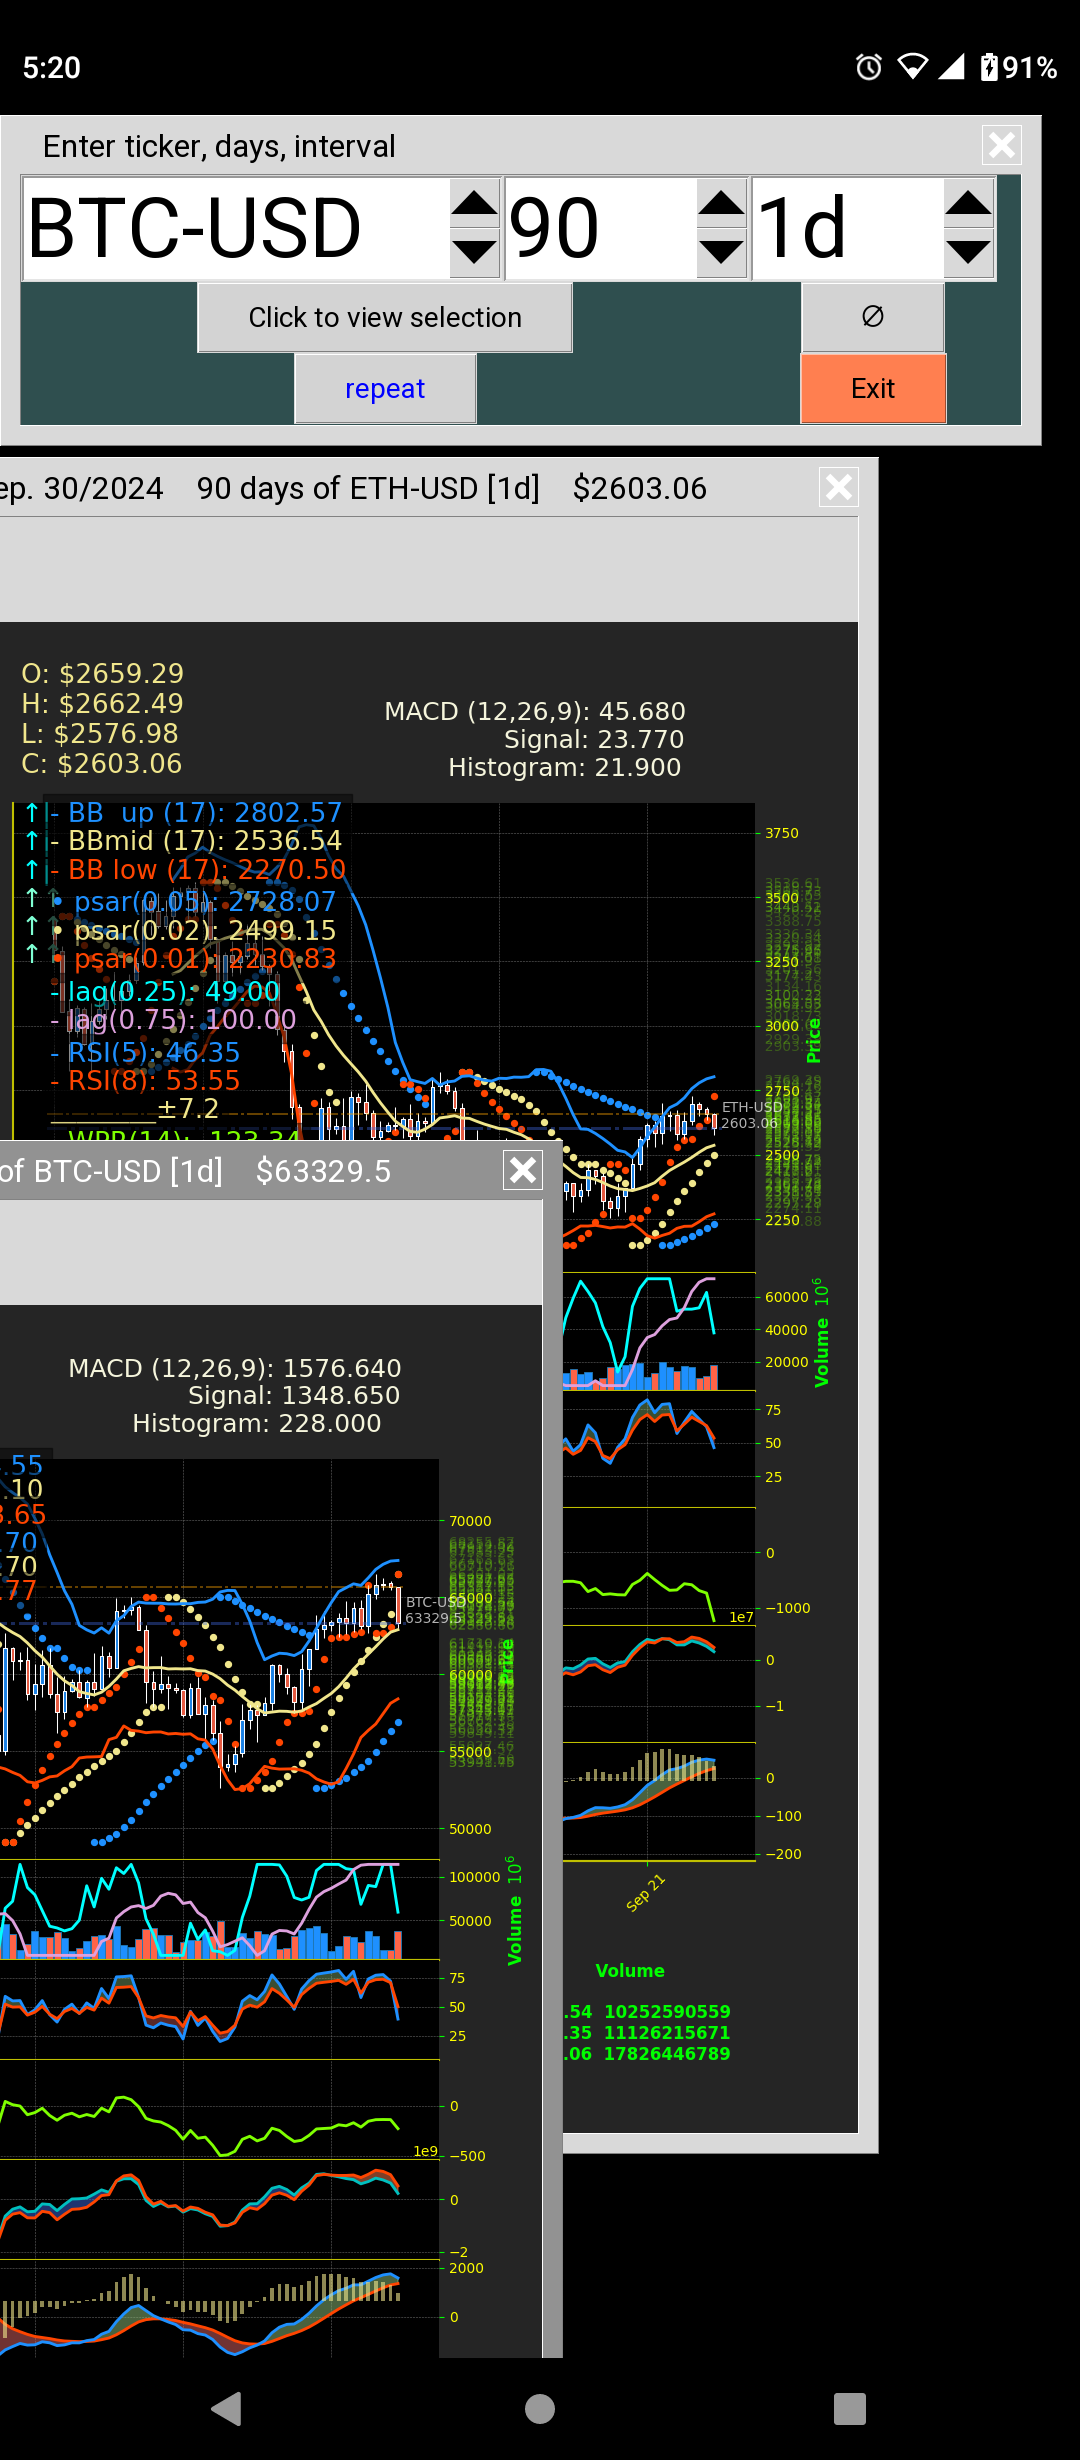 5:20
91%
Enter ticker, days, interval
BTC-USD
90
1d
Click to view selection
∅
repeat
Exit
ep. 30/2024 90 days of ETH-USD [1d] $2603.06
O: $2659.29
H: $2662.49
L: $2576.98
C: $2603.06
MACD (12,26,9): 45.680
Signal: 23.770
Histogram: 21.900
↑ - BB up (17): 2802.57
↑ - BBmid (17): 2536.54
↑ - BB low (17): 2270.50
↑ • psar(0.05): 2728.07
↑ • psar(0.02): 2499.15
↑ • psar(0.01): 2230.83
- lag(0.25): 49.00
- lag(0.75): 100.00
- RSI(5): 46.35
- RSI(8): 53.55
±7.2
- WPR(14): -123.34
3750
3500
3250
3000
2750
2500
2250
Price
ETH-USD
2603.06
60000
40000
20000
Volume 10⁶
75
50
25
0
−1000
1e7
0
−1
0
−100
−200
Sep 21
Volume
.54 10252590559
.35 11126215671
.06 17826446789
of BTC-USD [1d] $63329.5
MACD (12,26,9): 1576.640
Signal: 1348.650
Histogram: 228.000
.55
.10
3.65
.70
.70
.77
70000
65000
60000
55000
50000
Price
BTC-USD
63329.5
100000
50000
Volume 10⁶
75
50
25
0
−500
1e9
0
−2
2000
0